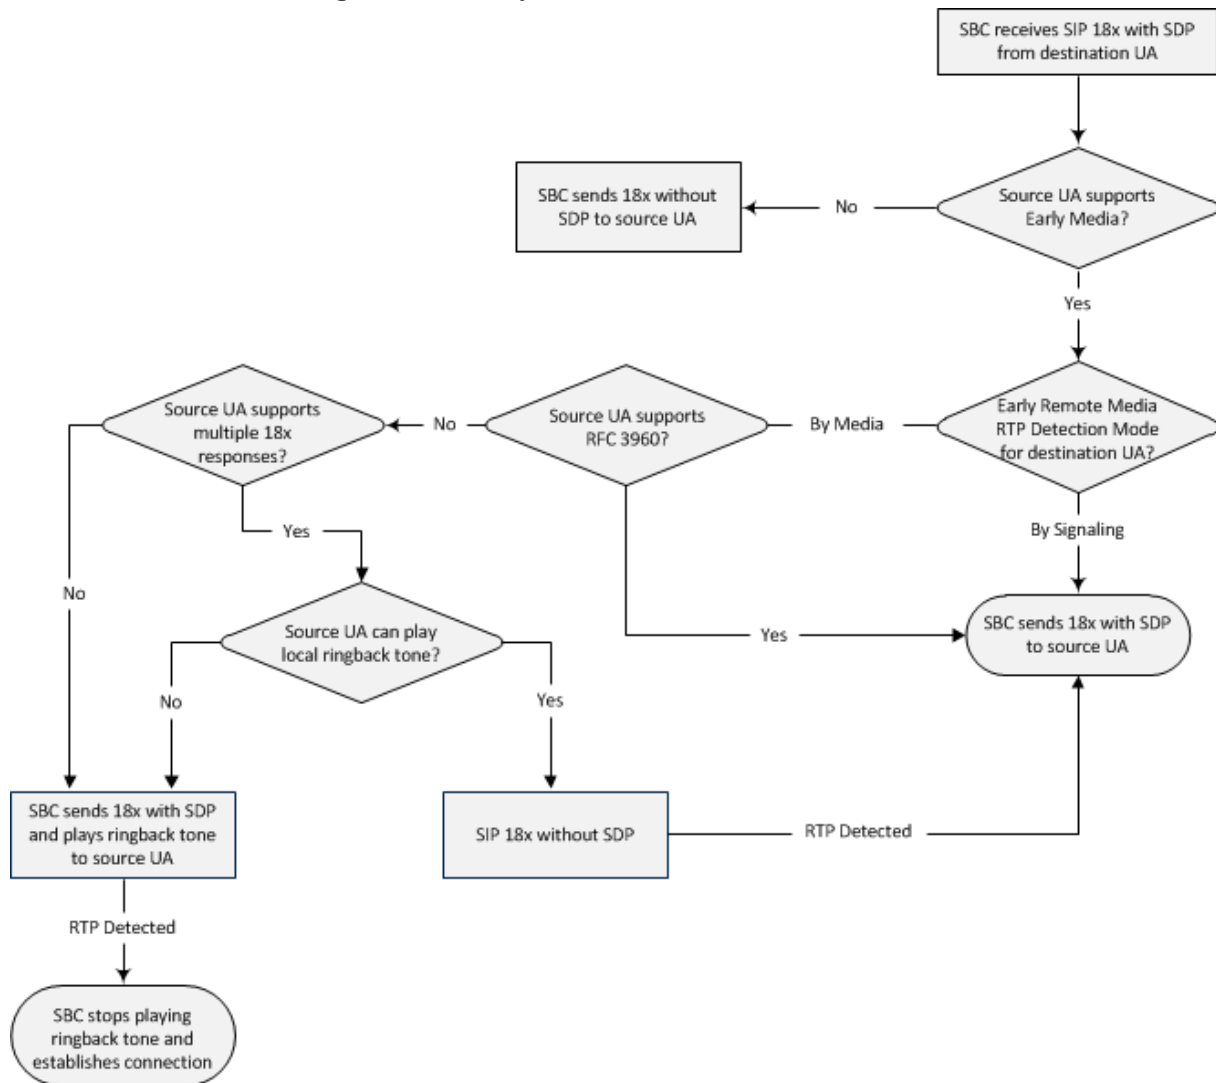 SBC receives SIP 18x with SDP
from destination UA
SBC sends 18x without
SDP to source UA
No
Source UA supports
Early Media?
Yes
Source UA supports
multiple 18x
responses?
No
Source UA supports
RFC 3960?
By Media
Early Remote Media
RTP Detection Mode
for destination UA?
Yes
By Signaling
No
Source UA can play
local ringback tone?
Yes
SBC sends 18x with SDP
to source UA
No
Yes
SBC sends 18x with SDP
and plays ringback tone
to source UA
SIP 18x without SDP
RTP Detected
RTP Detected
SBC stops playing
ringback tone and
establishes connection